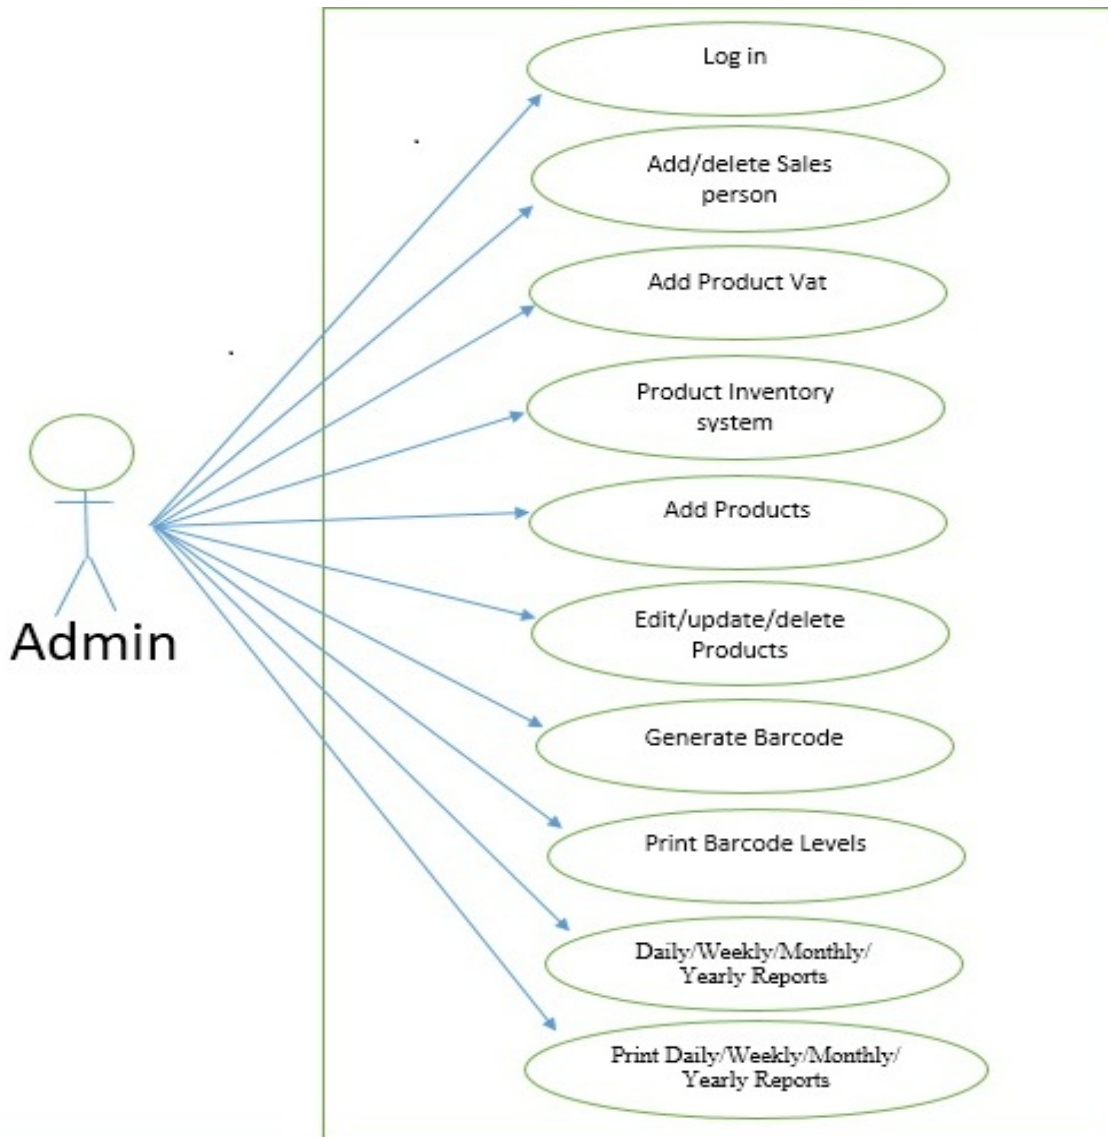 Log in
Add/delete Sales
person
Add Product Vat
Product Inventory
system
Add Products
Edit/update/delete
Products
Admin
Generate Barcode
Print Barcode Levels
Daily/Weekly/Monthly/
Yearly Reports
Print Daily/Weekly/Monthly/
Yearly Reports